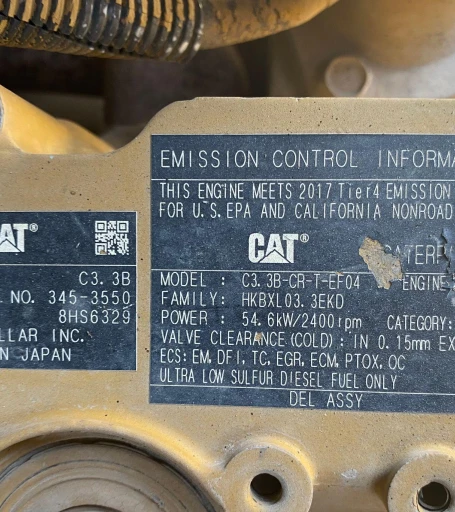 AT®
C3.3B
L NO. 345-3550
8HS6329
LLAR INC.
N JAPAN
EMISSION CONTROL INFORMA
THIS ENGINE MEETS 2017 Tier4 EMISSION
FOR U.S. EPA AND CALIFORNIA NONROAD
CAT®
CATERP
MODEL : C3.3B-CR-T-EF04 ENGINE
FAMILY: HKBXL03.3EKD
POWER : 54.6kW/2400rpm CATEGORY:
VALVE CLEARANCE(COLD) : IN 0.15mm EX
ECS: EM, DFI, TC, EGR, ECM, PTOX, OC
ULTRA LOW SULFUR DIESEL FUEL ONLY
DEL ASSY